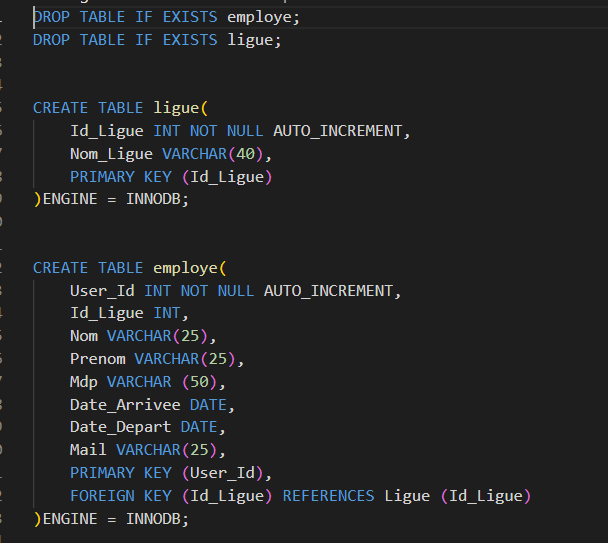 DROP TABLE IF EXISTS employe;
DROP TABLE IF EXISTS ligue;
CREATE TABLE ligue(
Id_Ligue INT NOT NULL AUTO_INCREMENT,
Nom_Ligue VARCHAR(40),
PRIMARY KEY (Id_Ligue)
)ENGINE = INNODB;
CREATE TABLE employe(
User_Id INT NOT NULL AUTO_INCREMENT,
Id_Ligue INT,
Nom VARCHAR(25),
Prenom VARCHAR(25),
Mdp VARCHAR (50),
Date_Arrivee DATE,
Date_Depart DATE,
Mail VARCHAR(25),
PRIMARY KEY (User_Id),
FOREIGN KEY (Id_Ligue) REFERENCES Ligue (Id_Ligue)
)ENGINE = INNODB;